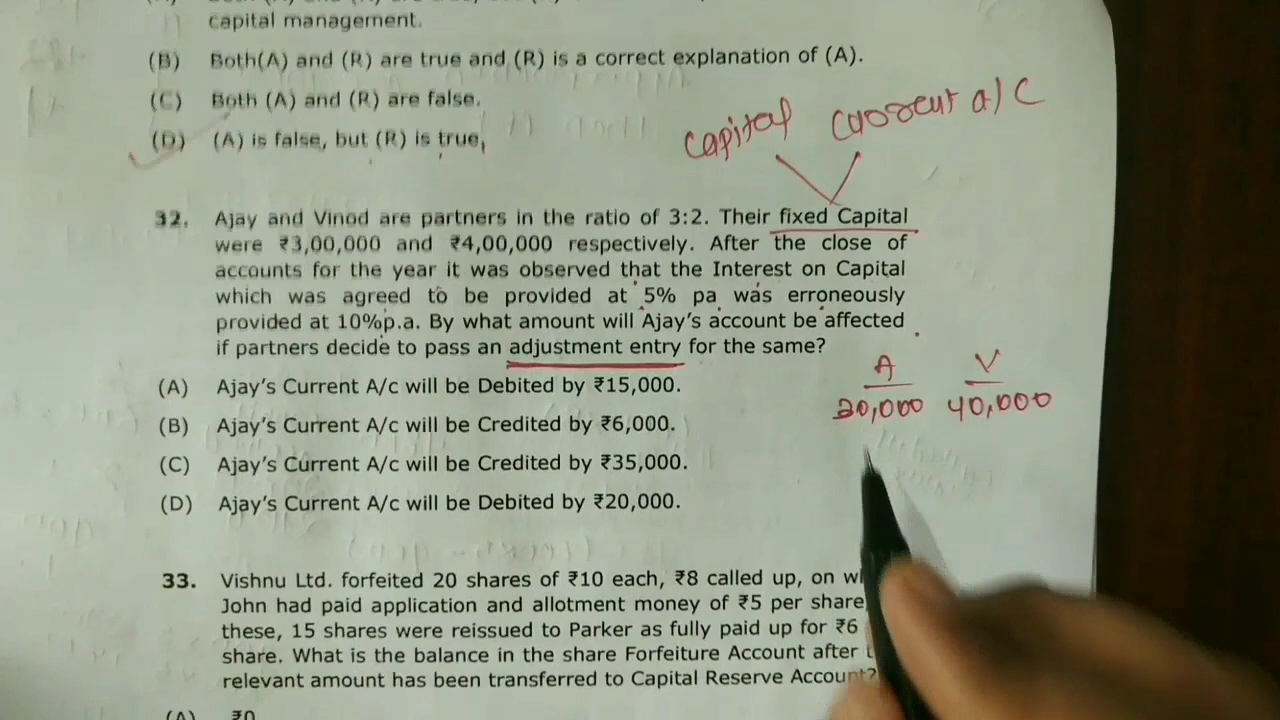 capital management.
(B) Both(A) and (R) are true and (R) is a correct explanation of (A).
(C) Both (A) and (R) are false.
(D) (A) is false, but (R) is true,
capital current a/c
32. Ajay and Vinod are partners in the ratio of 3:2. Their fixed Capital
were ₹3,00,000 and ₹4,00,000 respectively. After the close of
accounts for the year it was observed that the Interest on Capital
which was agreed to be provided at 5% pa was erroneously
provided at 10%p.a. By what amount will Ajay's account be affected
if partners decide to pass an adjustment entry for the same?
A V
30,000 40,000
(A) Ajay's Current A/c will be Debited by ₹15,000.
(B) Ajay's Current A/c will be Credited by ₹6,000.
(C) Ajay's Current A/c will be Credited by ₹35,000.
(D) Ajay's Current A/c will be Debited by ₹20,000.
33. Vishnu Ltd. forfeited 20 shares of ₹10 each, ₹8 called up, on
John had paid application and allotment money of ₹5 per share
these, 15 shares were reissued to Parker as fully paid up for ₹6
share. What is the balance in the share Forfeiture Account after
relevant amount has been transferred to Capital Reserve Account?
(A) ₹0